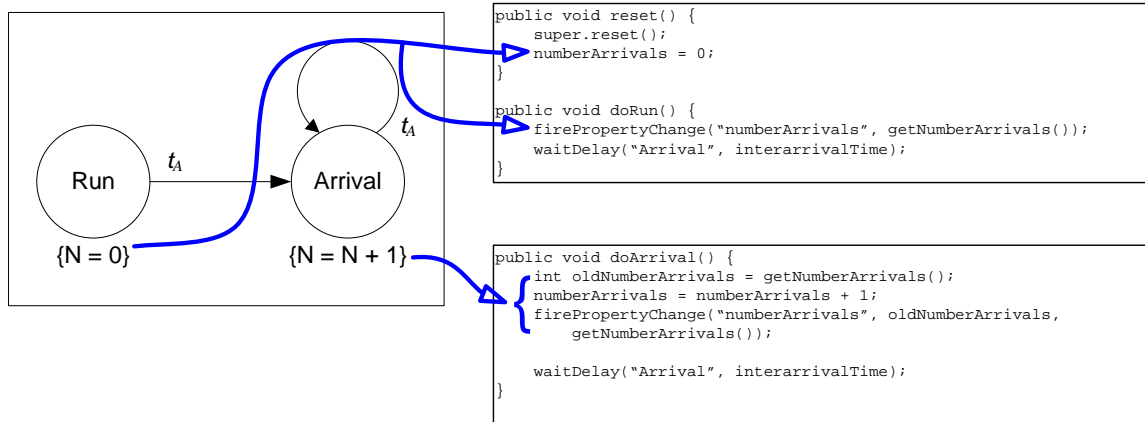 Run
t_A
Arrival
t_A
{N = 0}
{N = N + 1}
public void reset() {
    super.reset();
    numberArrivals = 0;
}
public void doRun() {
    firePropertyChange(“numberArrivals”, getNumberArrivals());
    waitDelay(“Arrival”, interarrivalTime);
}
public void doArrival() {
    int oldNumberArrivals = getNumberArrivals();
    numberArrivals = numberArrivals + 1;
    firePropertyChange(“numberArrivals”, oldNumberArrivals,
        getNumberArrivals());
    waitDelay(“Arrival”, interarrivalTime);
}